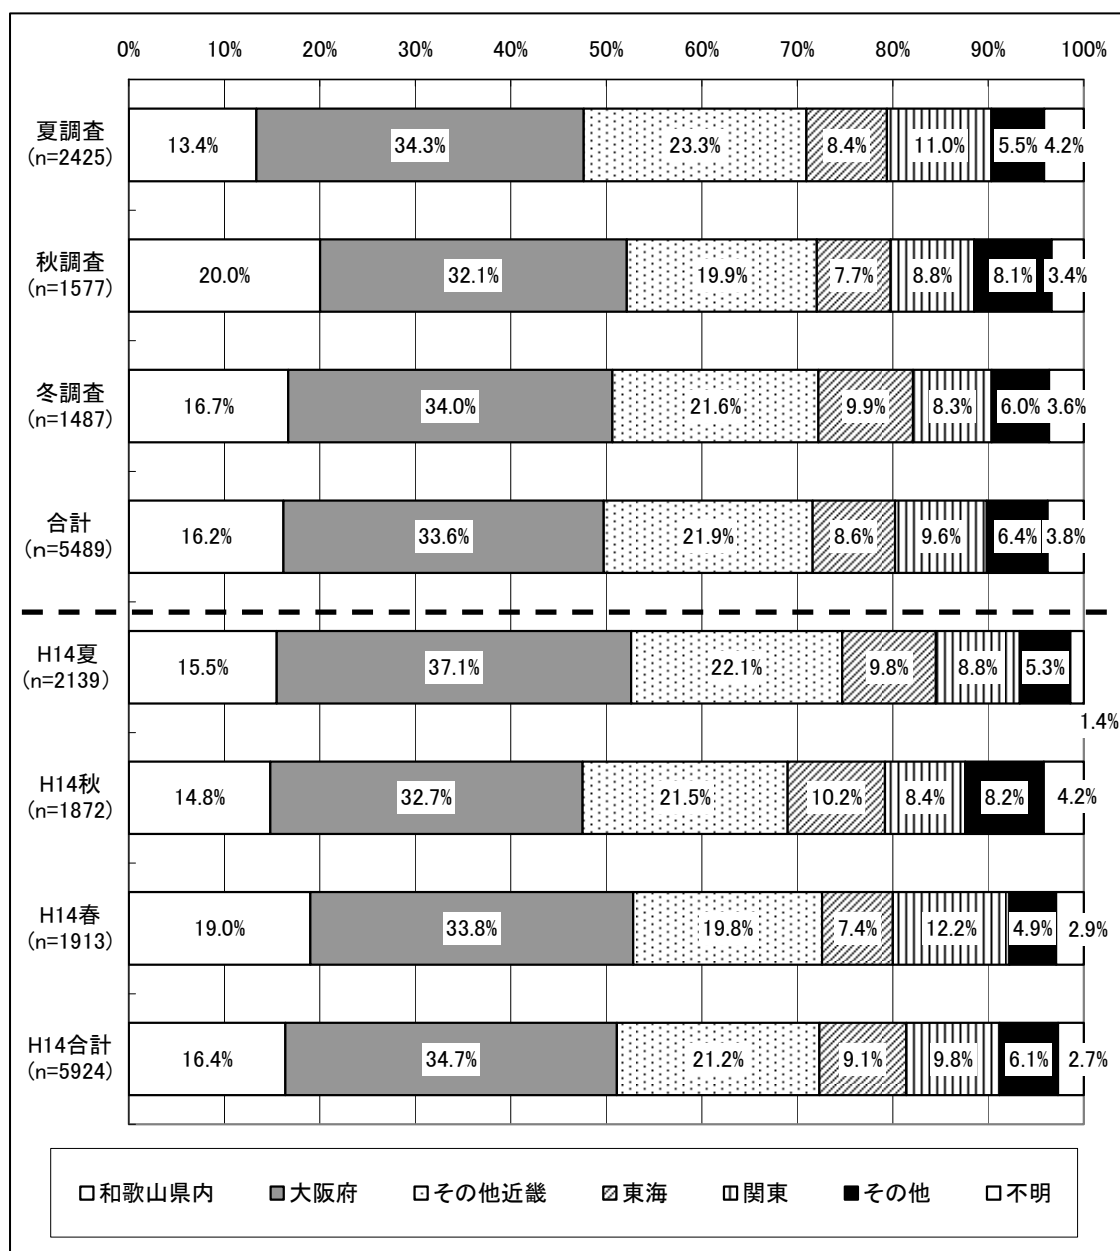 0% 10% 20% 30% 40% 50% 60% 70% 80% 90% 100%
夏調査
(n=2425)
13.4% 34.3% 23.3% 8.4% 11.0% 5.5% 4.2%
秋調査
(n=1577)
20.0% 32.1% 19.9% 7.7% 8.8% 8.1% 3.4%
冬調査
(n=1487)
16.7% 34.0% 21.6% 9.9% 8.3% 6.0% 3.6%
合計
(n=5489)
16.2% 33.6% 21.9% 8.6% 9.6% 6.4% 3.8%
H14夏
(n=2139)
15.5% 37.1% 22.1% 9.8% 8.8% 5.3%
1.4%
H14秋
(n=1872)
14.8% 32.7% 21.5% 10.2% 8.4% 8.2% 4.2%
H14春
(n=1913)
19.0% 33.8% 19.8% 7.4% 12.2% 4.9% 2.9%
H14合計
(n=5924)
16.4% 34.7% 21.2% 9.1% 9.8% 6.1% 2.7%
和歌山県内 大阪府 その他近畿 東海 関東 その他 不明